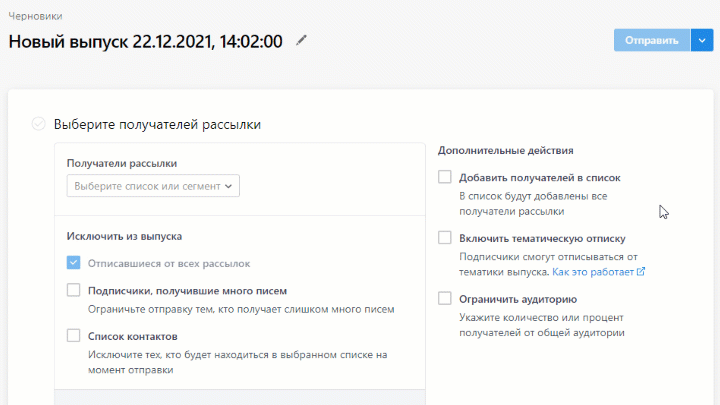 Черновики
Новый выпуск 22.12.2021, 14:02:00
Отправить
Выберите получателей рассылки
Получатели рассылки
Выберите список или сегмент
Исключить из выпуска
Отписавшиеся от всех рассылок
Подписчики, получившие много писем
Ограничьте отправку тем, кто получает слишком много писем
Список контактов
Исключите тех, кто будет находиться в выбранном списке на
момент отправки
Дополнительные действия
Добавить получателей в список
В список будут добавлены все
получатели рассылки
Включить тематическую отписку
Подписчики смогут отписываться от
тематики выпуска. Как это работает
Ограничить аудиторию
Укажите количество или процент
получателей от общей аудитории